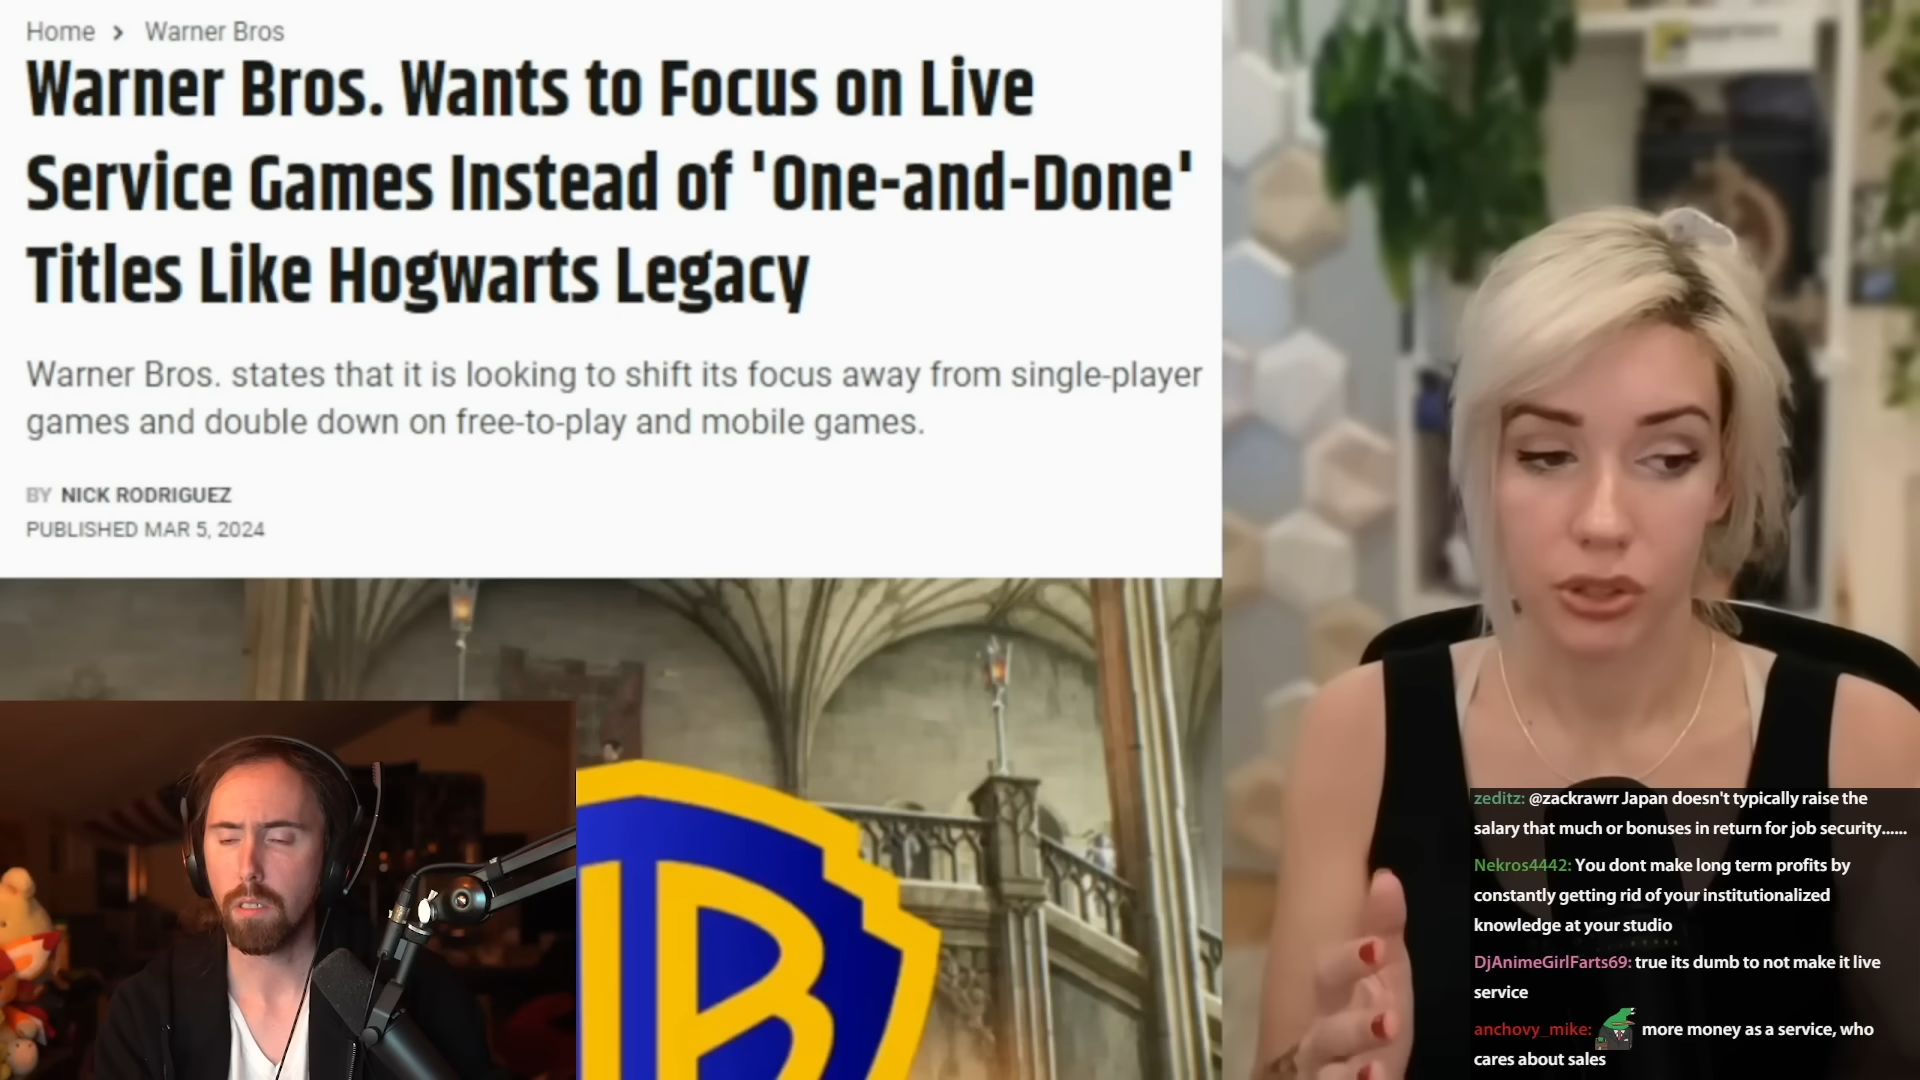 Home > Warner Bros
Warner Bros. Wants to Focus on Live
Service Games Instead of 'One-and-Done'
Titles Like Hogwarts Legacy
Warner Bros. states that it is looking to shift its focus away from single-player
games and double down on free-to-play and mobile games.
BY NICK RODRIGUEZ
PUBLISHED MAR 5, 2024
WB
zeditz: @zackrawrr Japan doesn't typically raise the
salary that much or bonuses in return for job security......
Nekros4442: You dont make long term profits by
constantly getting rid of your institutionalized
knowledge at your studio
DjAnimeGirlFarts69: true its dumb to not make it live
service
anchovy_mike: more money as a service, who
cares about sales